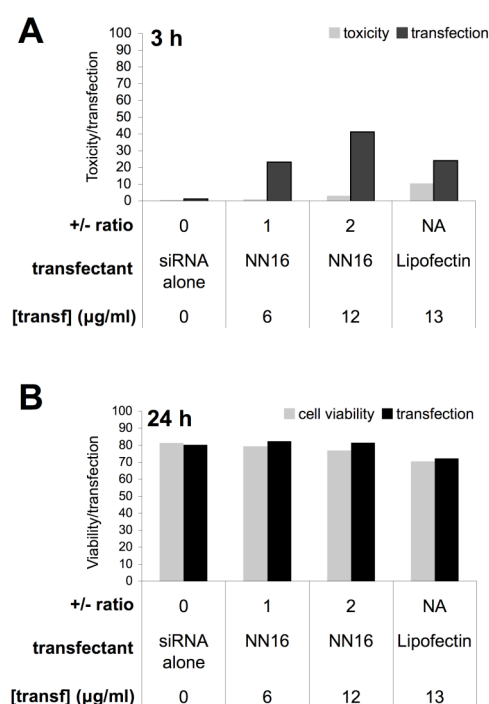 A
3 h
toxicity transfection
Toxicity/transfection
100
90
80
70
60
50
40
30
20
10
0
+/- ratio 0 1 2 NA
transfectant siRNA alone NN16 NN16 Lipofectin
[transf] (µg/ml) 0 6 12 13
B
24 h
cell viability transfection
Viability/transfection
100
90
80
70
60
50
40
30
20
10
0
+/- ratio 0 1 2 NA
transfectant siRNA alone NN16 NN16 Lipofectin
[transf] (µg/ml) 0 6 12 13